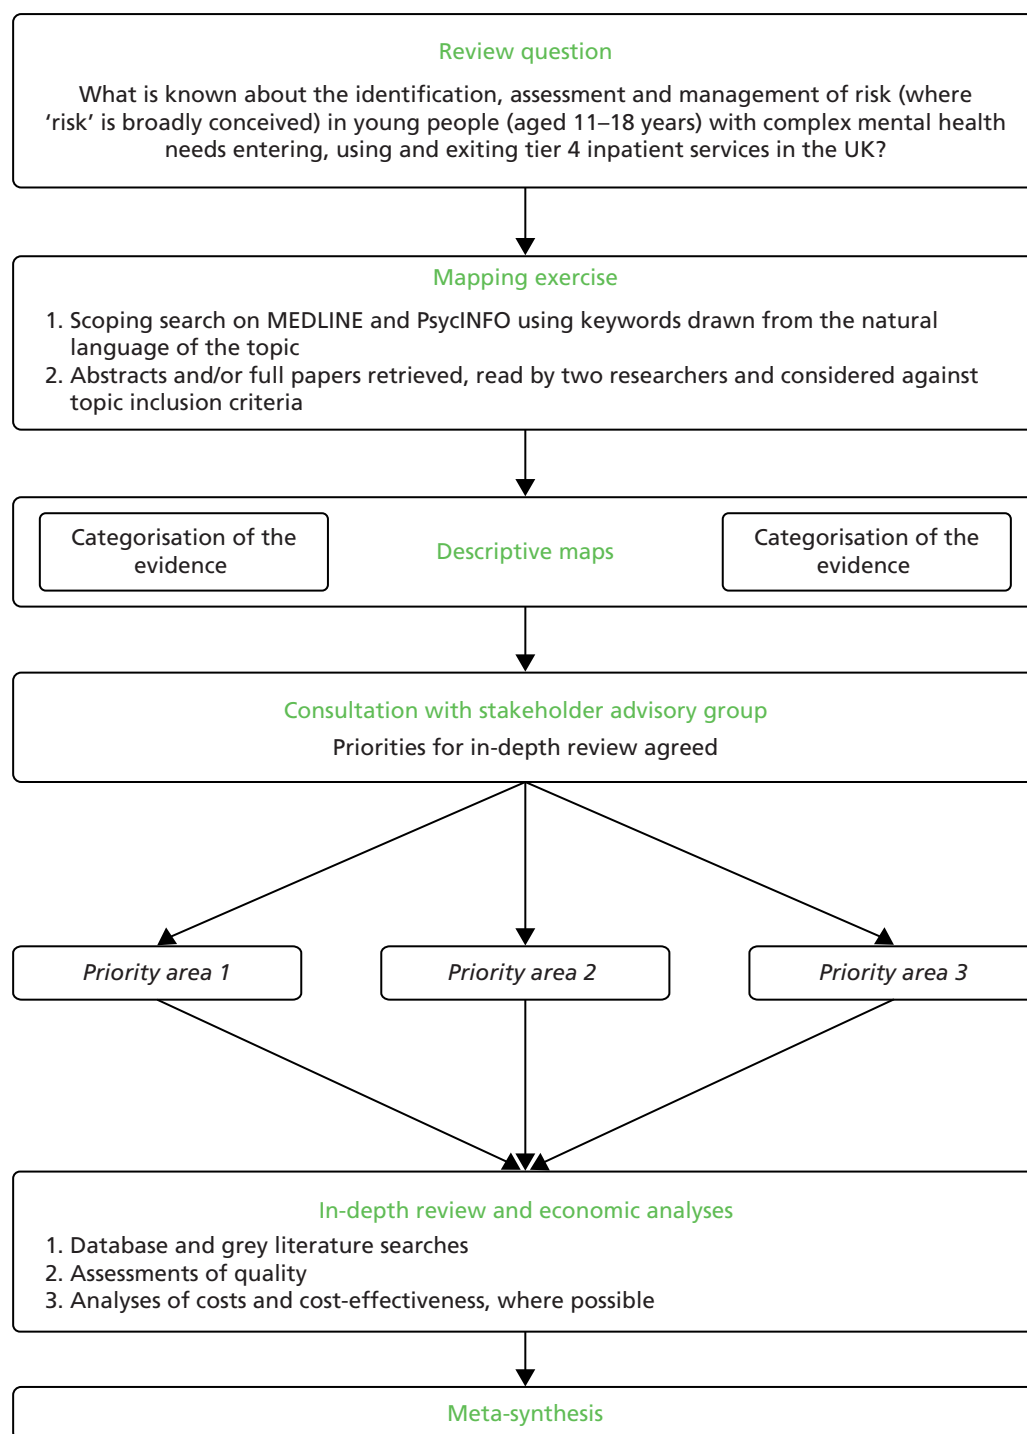 Review question
What is known about the identification, assessment and management of risk (where
‘risk’ is broadly conceived) in young people (aged 11–18 years) with complex mental health
needs entering, using and exiting tier 4 inpatient services in the UK?
Mapping exercise
1. Scoping search on MEDLINE and PsycINFO using keywords drawn from the natural
language of the topic
2. Abstracts and/or full papers retrieved, read by two researchers and considered against
topic inclusion criteria
Categorisation of the
evidence
Descriptive maps
Categorisation of the
evidence
Consultation with stakeholder advisory group
Priorities for in-depth review agreed
Priority area 1
Priority area 2
Priority area 3
In-depth review and economic analyses
1. Database and grey literature searches
2. Assessments of quality
3. Analyses of costs and cost-effectiveness, where possible
Meta-synthesis